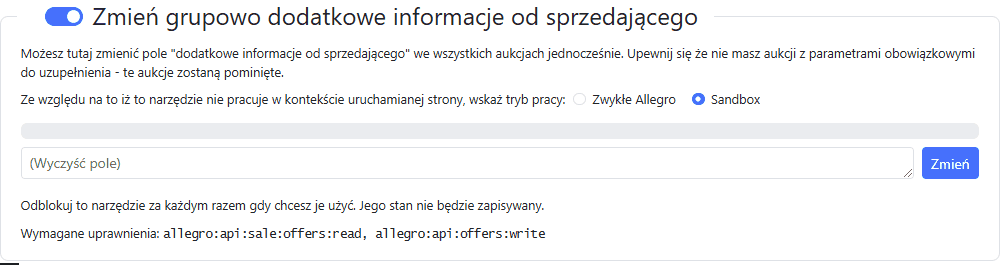 Zmień grupowo dodatkowe informacje od sprzedającego
Możesz tutaj zmienić pole "dodatkowe informacje od sprzedającego" we wszystkich aukcjach jednocześnie. Upewnij się że nie masz aukcji z parametrami obowiązkowymi
do uzupełnienia - te aukcje zostaną pominięte.
Ze względu na to iż to narzędzie nie pracuje w kontekście uruchamianej strony, wskaż tryb pracy: Zwykłe Allegro Sandbox
(Wyczyść pole) Zmień
Odblokuj to narzędzie za każdym razem gdy chcesz je użyć. Jego stan nie będzie zapisywany.
Wymagane uprawnienia: allegro:api:sale:offers:read, allegro:api:offers:write